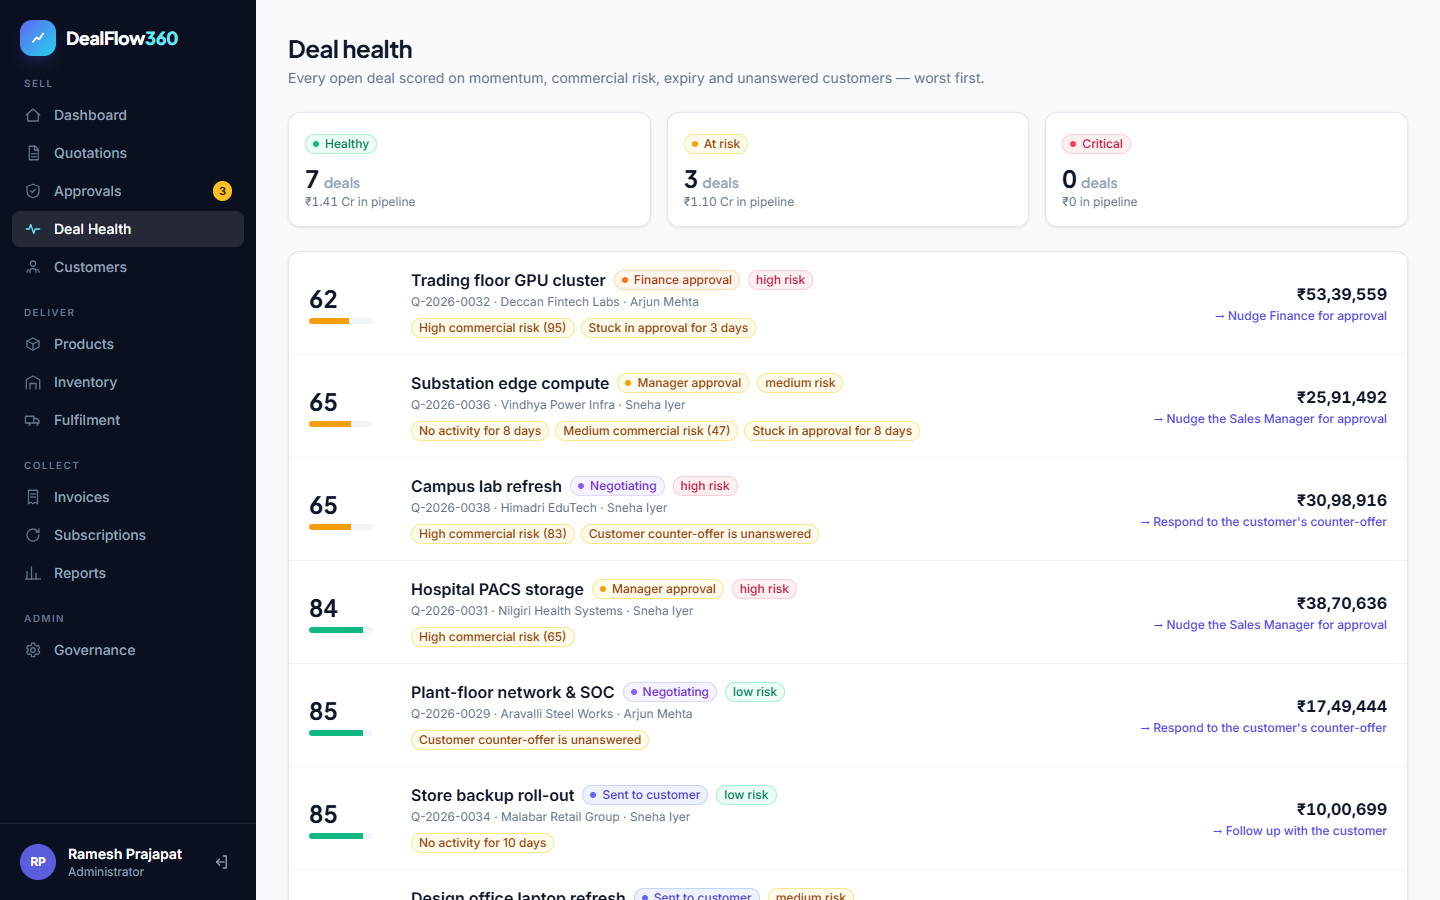 DealFlow360
SELL
Dashboard
Quotations
Approvals 3
Deal Health
Customers
DELIVER
Products
Inventory
Fulfilment
COLLECT
Invoices
Subscriptions
Reports
ADMIN
Governance
RP
Ramesh Prajapat
Administrator
Deal health
Every open deal scored on momentum, commercial risk, expiry and unanswered customers — worst first.
Healthy
7 deals
₹1.41 Cr in pipeline
At risk
3 deals
₹1.10 Cr in pipeline
Critical
0 deals
₹0 in pipeline
62
Trading floor GPU cluster Finance approval high risk
Q-2026-0032 · Deccan Fintech Labs · Arjun Mehta
High commercial risk (95) Stuck in approval for 3 days
₹53,39,559
→ Nudge Finance for approval
65
Substation edge compute Manager approval medium risk
Q-2026-0036 · Vindhya Power Infra · Sneha Iyer
No activity for 8 days Medium commercial risk (47) Stuck in approval for 8 days
₹25,91,492
→ Nudge the Sales Manager for approval
65
Campus lab refresh Negotiating high risk
Q-2026-0038 · Himadri EduTech · Sneha Iyer
High commercial risk (83) Customer counter-offer is unanswered
₹30,98,916
→ Respond to the customer's counter-offer
84
Hospital PACS storage Manager approval high risk
Q-2026-0031 · Nilgiri Health Systems · Sneha Iyer
High commercial risk (65)
₹38,70,636
→ Nudge the Sales Manager for approval
85
Plant-floor network & SOC Negotiating low risk
Q-2026-0029 · Aravalli Steel Works · Arjun Mehta
Customer counter-offer is unanswered
₹17,49,444
→ Respond to the customer's counter-offer
85
Store backup roll-out Sent to customer low risk
Q-2026-0034 · Malabar Retail Group · Sneha Iyer
No activity for 10 days
₹10,00,699
→ Follow up with the customer
Design office laptop refresh Sent to customer medium risk